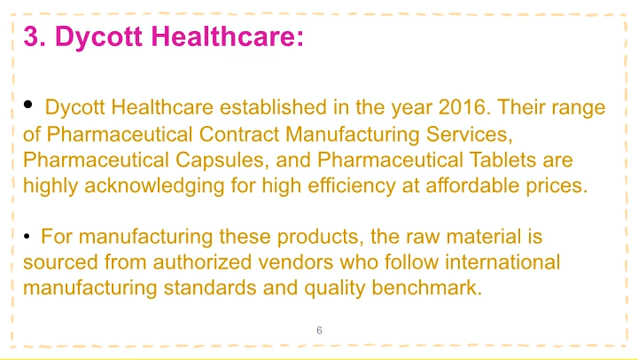 3. Dycott Healthcare:
• Dycott Healthcare established in the year 2016. Their range
of Pharmaceutical Contract Manufacturing Services,
Pharmaceutical Capsules, and Pharmaceutical Tablets are
highly acknowledging for high efficiency at affordable prices.
• For manufacturing these products, the raw material is
sourced from authorized vendors who follow international
manufacturing standards and quality benchmark.
6